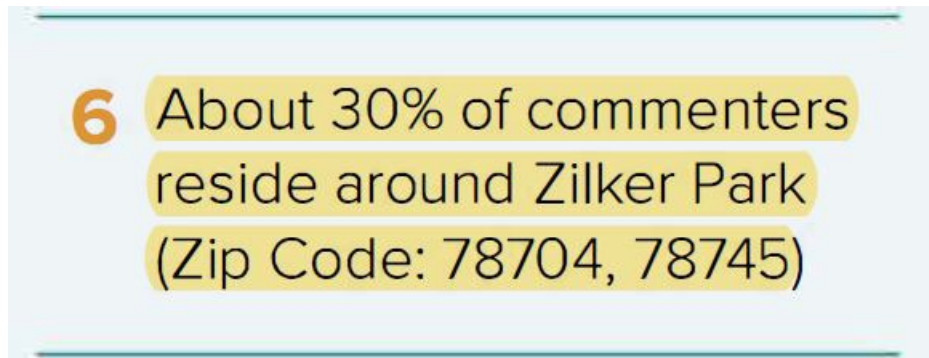 6 About 30% of commenters
reside around Zilker Park
(Zip Code: 78704, 78745)